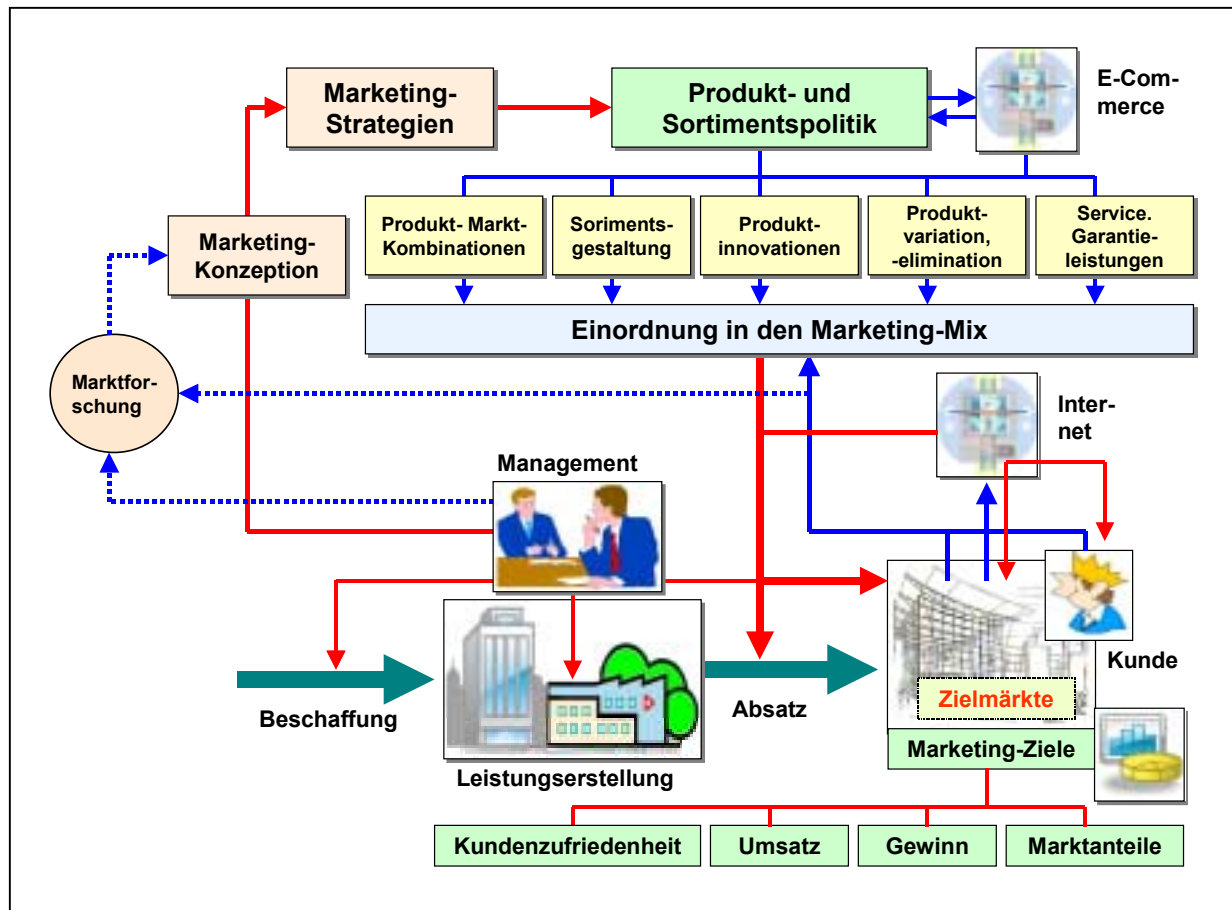 Marketing-
Strategien
Produkt- und
Sortimentspolitik
E-Com-
merce
Produkt- Markt-
Kombinationen
Soriments-
gestaltung
Produkt-
innovationen
Produkt-
variation,
-elimination
Service.
Garantie-
leistungen
Marketing-
Konzeption
Einordnung in den Marketing-Mix
Marktfor-
schung
Inter-
net
Management
Kunde
Beschaffung
Absatz
Zielmärkte
Leistungserstellung
Marketing-Ziele
Kundenzufriedenheit
Umsatz
Gewinn
Marktanteile